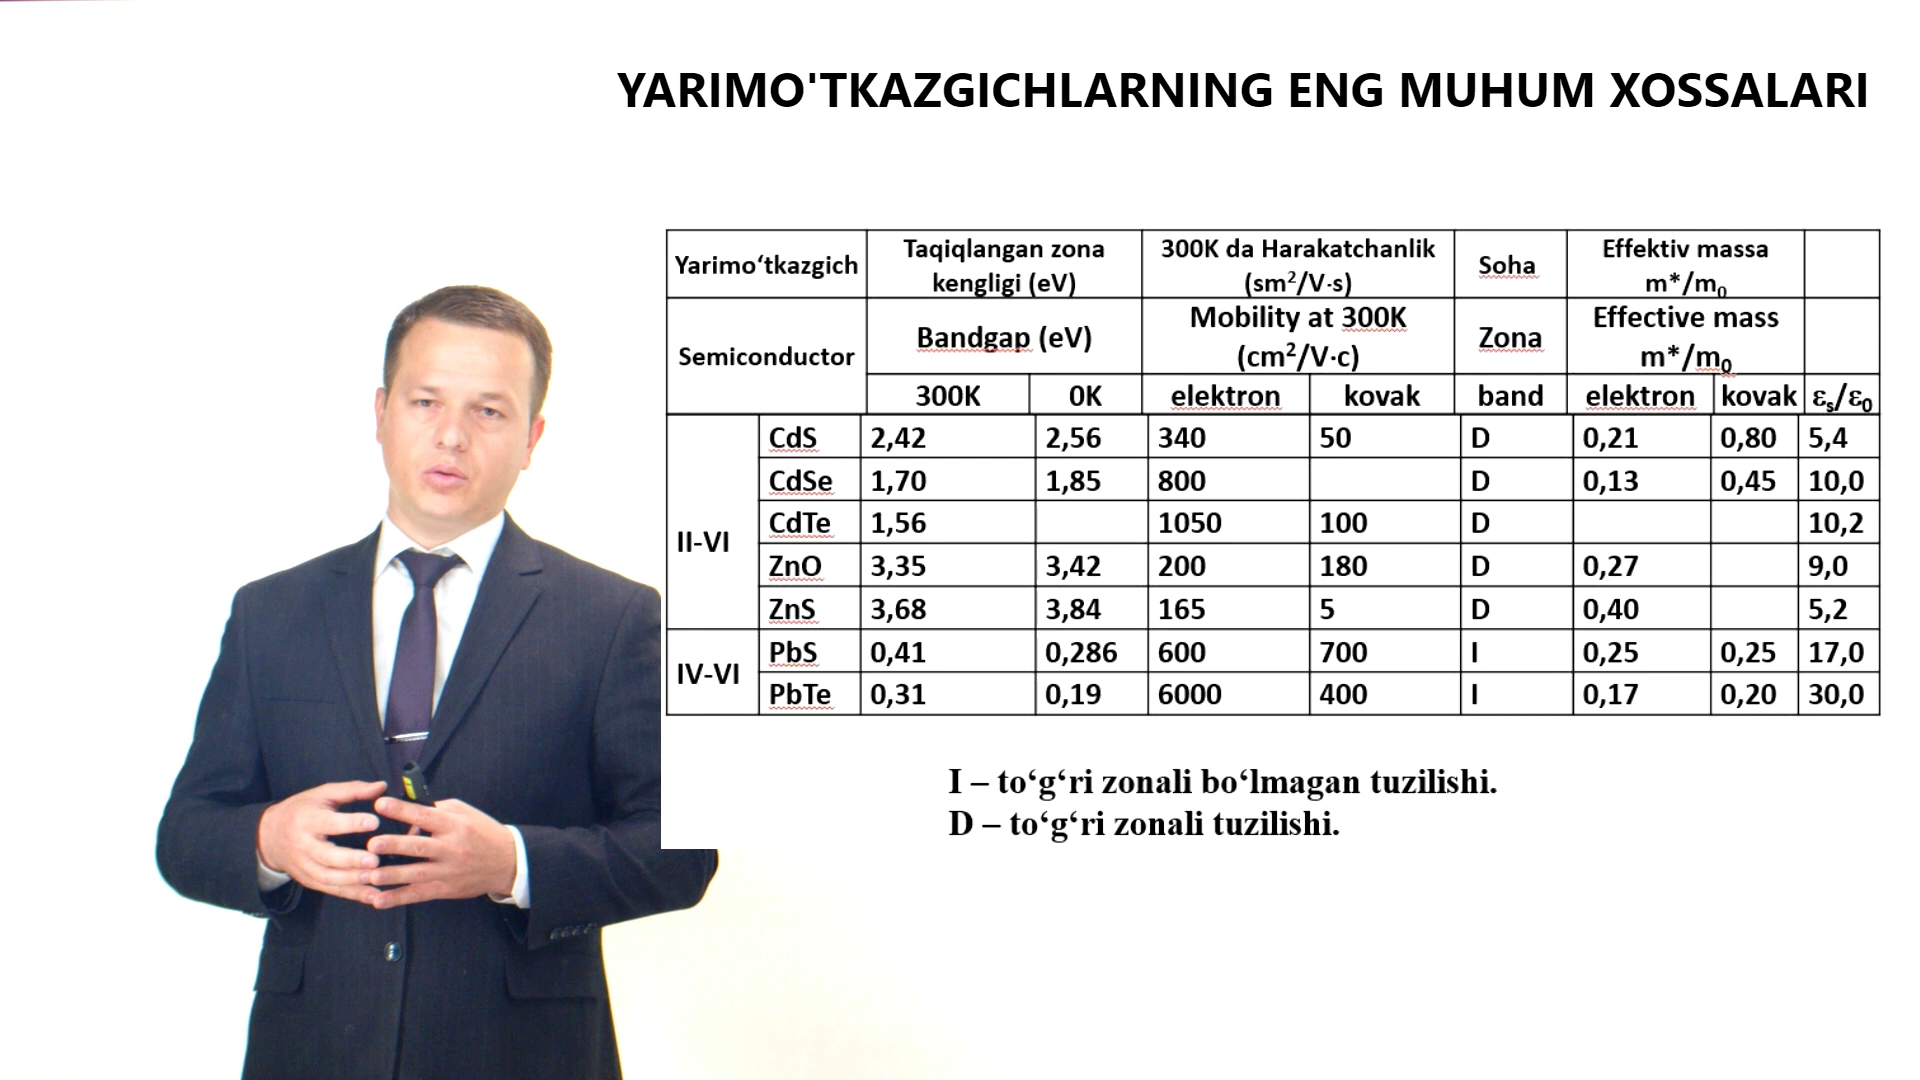 YARIMO'TKAZGICHLARNING ENG MUHUM XOSSALARI
Yarimo‘tkazgich Taqiqlangan zona kengligi (eV) 300K da Harakatchanlik (sm²/V·s) Soha Effektiv massa m*/m₀
Semiconductor Bandgap (eV) Mobility at 300K (cm²/V·c) Zona Effective mass m*/m₀
300K 0K elektron kovak band elektron kovak εs/ε0
II-VI
CdS 2,42 2,56 340 50 D 0,21 0,80 5,4
CdSe 1,70 1,85 800 D 0,13 0,45 10,0
CdTe 1,56 1050 100 D 10,2
ZnO 3,35 3,42 200 180 D 0,27 9,0
ZnS 3,68 3,84 165 5 D 0,40 5,2
IV-VI
PbS 0,41 0,286 600 700 I 0,25 0,25 17,0
PbTe 0,31 0,19 6000 400 I 0,17 0,20 30,0
I – to‘g‘ri zonali bo‘lmagan tuzilishi.
D – to‘g‘ri zonali tuzilishi.